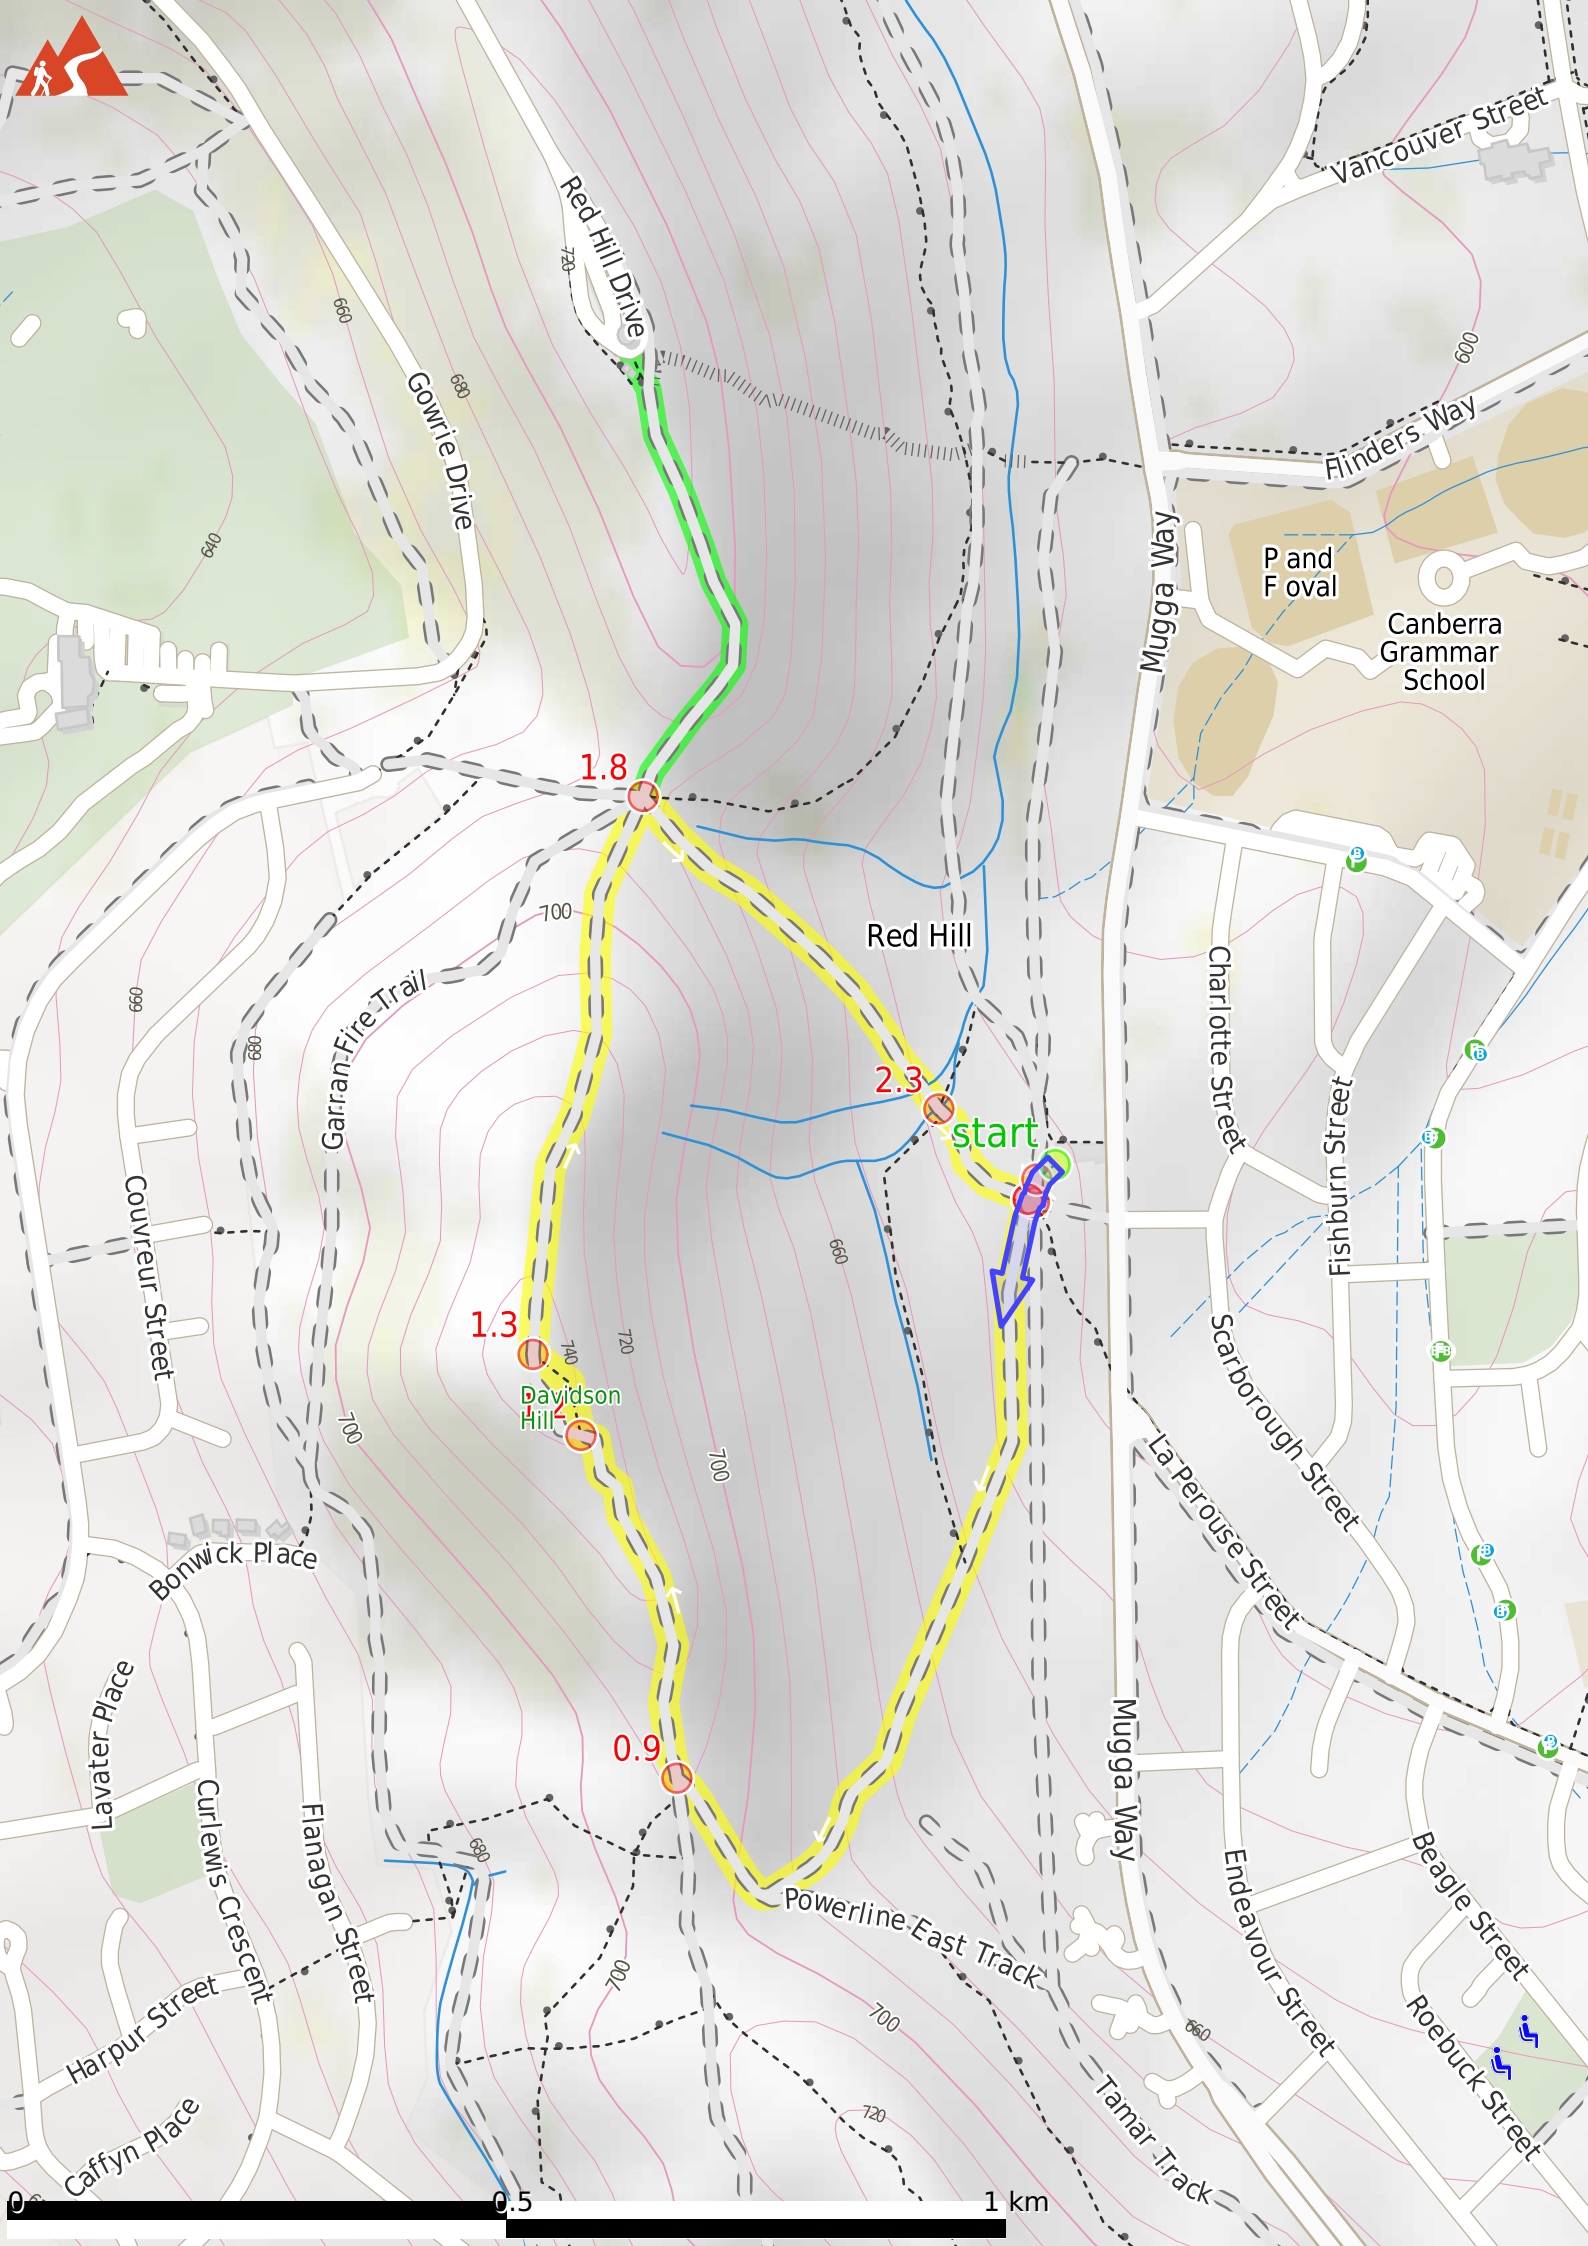 Vancouver Street
Red Hill Drive
720
660
680
600
Gowrie Drive
Flinders Way
640
Mugga Way
P and
F oval
Canberra
Grammar
School
1.8
B
P
700
Red Hill
Charlotte Street
660
Garran Fire Trail
680
2.3
start
Fishburn Street
Couvreur Street
660
1.3
740
720
Davidson
Hill
Scarborough Street
700
700
La Perouse Street
Bonwick Place
Lavater Place
Mugga Way
0.9
Curlewis Crescent
Flanagan Street
680
Endeavour Street
Beagle Street
Powerline East Track
700
700
660
Harpur Street
Roebuck Street
Tamar Track
Caffyn Place
720
0
0.5
1 km